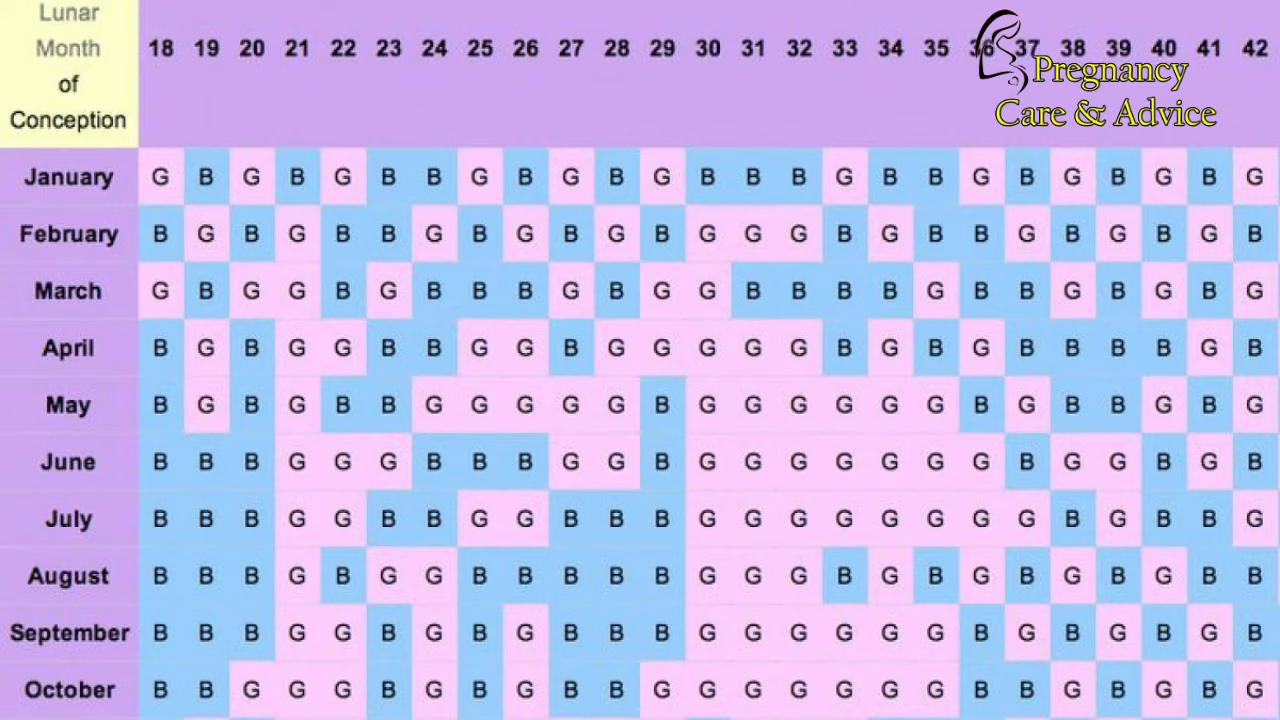 Lunar
Month
of
Conception
18 19 20 21 22 23 24 25 26 27 28 29 30 31 32 33 34 35 36 37 38 39 40 41 42
Pregnancy
Care & Advice
January G B G B G B B G B G B G B B B G B B G B G B G B G
February B G B G B B G B G B G B G G G B G B B G B G B G B
March G B G G B G B B B G B G G B B B B G B B G B G B G
April B G B G G B B G G B G G G G G B G B G B B B B G B
May B G B G B B G G G G G B G G G G G G B G B B G B G
June B B B G G G B B B G G B G G G G G G G B G G B G B
July B B B G G B B G G B B B G G G G G G G G B G B B G
August B B B G B G G B B B B B G G G B G B G B G B G B B
September B B B G G B G B G B B B G G G G G G B G B G B G B
October B B G G G B G B G B B G G G G G G G B B G B G B G